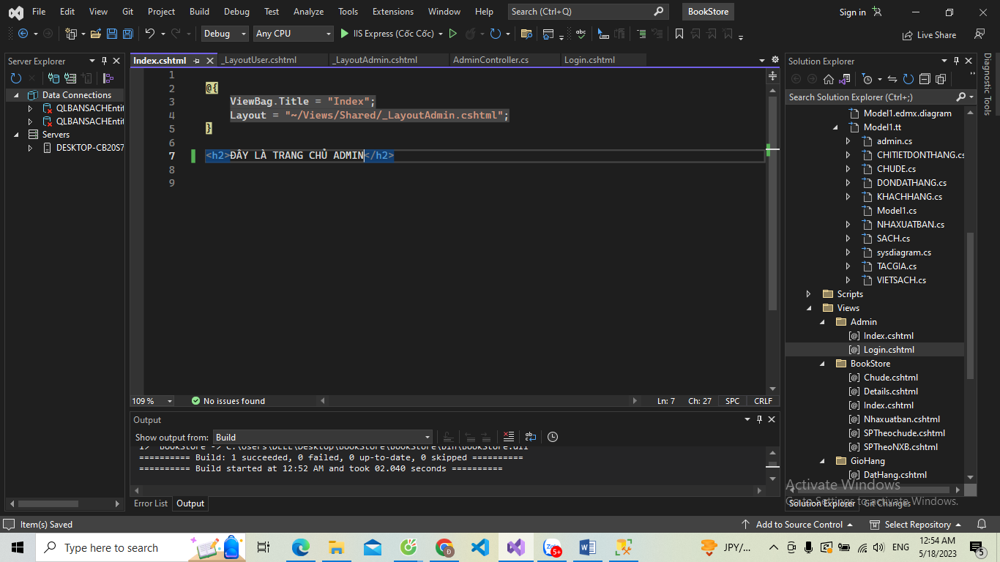 File Edit View Git Project Build Debug Test Analyze Tools Extensions Window Help Search (Ctrl+Q) BookStore Sign in
Debug Any CPU IIS Express (Cốc Cốc) Live Share
Server Explorer
Data Connections
QLBANSACHEntit
QLBANSACHEntit
Servers
DESKTOP-CB20S7
Index.cshtml _LayoutUser.cshtml _LayoutAdmin.cshtml AdminController.cs Login.cshtml
1
2 @{
3 ViewBag.Title = "Index";
4 Layout = "~/Views/Shared/_LayoutAdmin.cshtml";
5 }
6
7 <h2>ĐÂY LÀ TRANG CHỦ ADMIN</h2>
8
9
109 % No issues found Ln: 7 Ch: 27 SPC CRLF
Output
Show output from: Build
1> BookStore -> C:\Users\DELL\Desktop\BookStore\BookStore\bin\BookStore.dll
========== Build: 1 succeeded, 0 failed, 0 up-to-date, 0 skipped ==========
========== Build started at 12:52 AM and took 02.040 seconds ==========
Error List Output
Solution Explorer
Search Solution Explorer (Ctrl+;)
Model1.edmx.diagram
Model1.tt
admin.cs
CHITIETDONTHANG.cs
CHUDE.cs
DONDATHANG.cs
KHACHHANG.cs
Model1.cs
NHAXUATBAN.cs
SACH.cs
sysdiagram.cs
TACGIA.cs
VIETSACH.cs
Scripts
Views
Admin
Index.cshtml
Login.cshtml
BookStore
Chude.cshtml
Details.cshtml
Index.cshtml
Nhaxuatban.cshtml
SPTheochude.cshtml
SPTheoNXB.cshtml
GioHang
DatHang.cshtml
Solution Explorer Git Changes
Activate Windows
Go to Settings to activate Windows.
Diagnostic Tools
Item(s) Saved Add to Source Control Select Repository
Type here to search
JPY/... ENG 12:54 AM
5/18/2023
5+
5